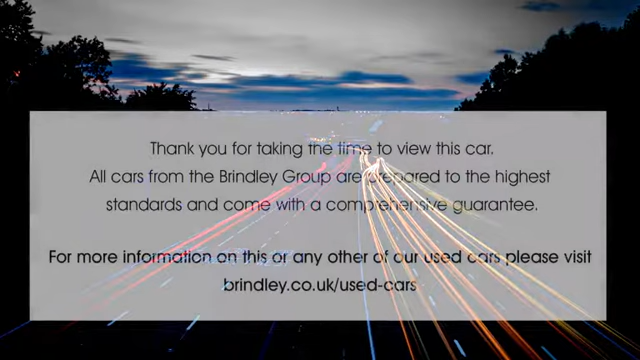 Thank you for taking the time to view this car.
All cars from the Brindley Group are prepared to the highest
standards and come with a comprehensive guarantee.
For more information on this or any other of our used cars please visit
brindley.co.uk/used-cars